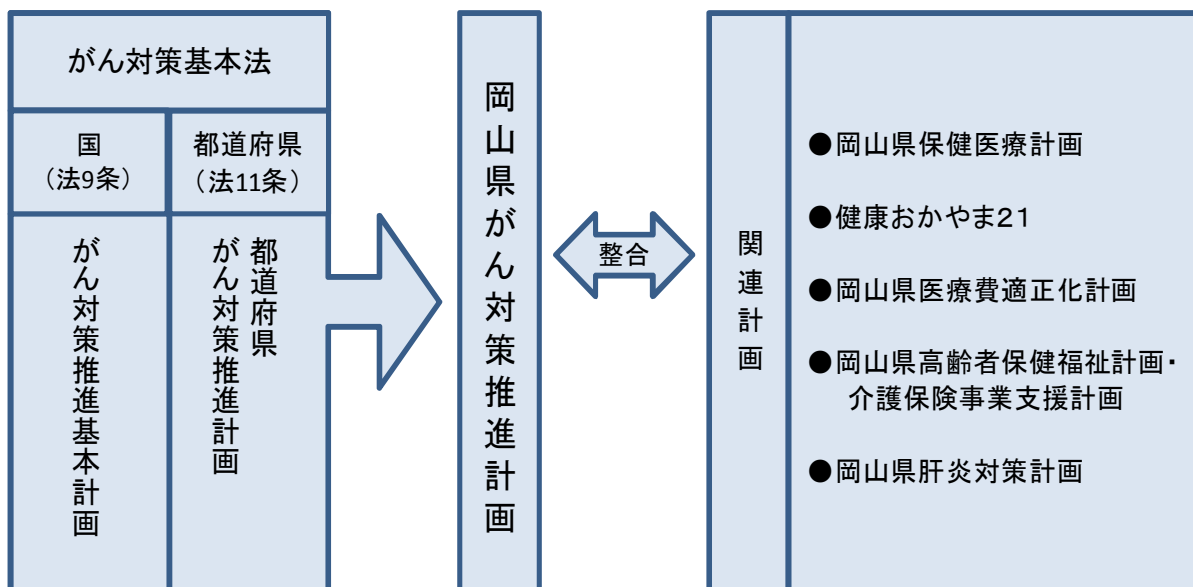 がん対策基本法
国
（法9条）
都道府県
（法11条）
がん対策推進基本計画
都道府県
がん対策推進計画
岡山県がん対策推進計画
整合
関連計画
●岡山県保健医療計画
●健康おかやま２１
●岡山県医療費適正化計画
●岡山県高齢者保健福祉計画・
介護保険事業支援計画
●岡山県肝炎対策計画